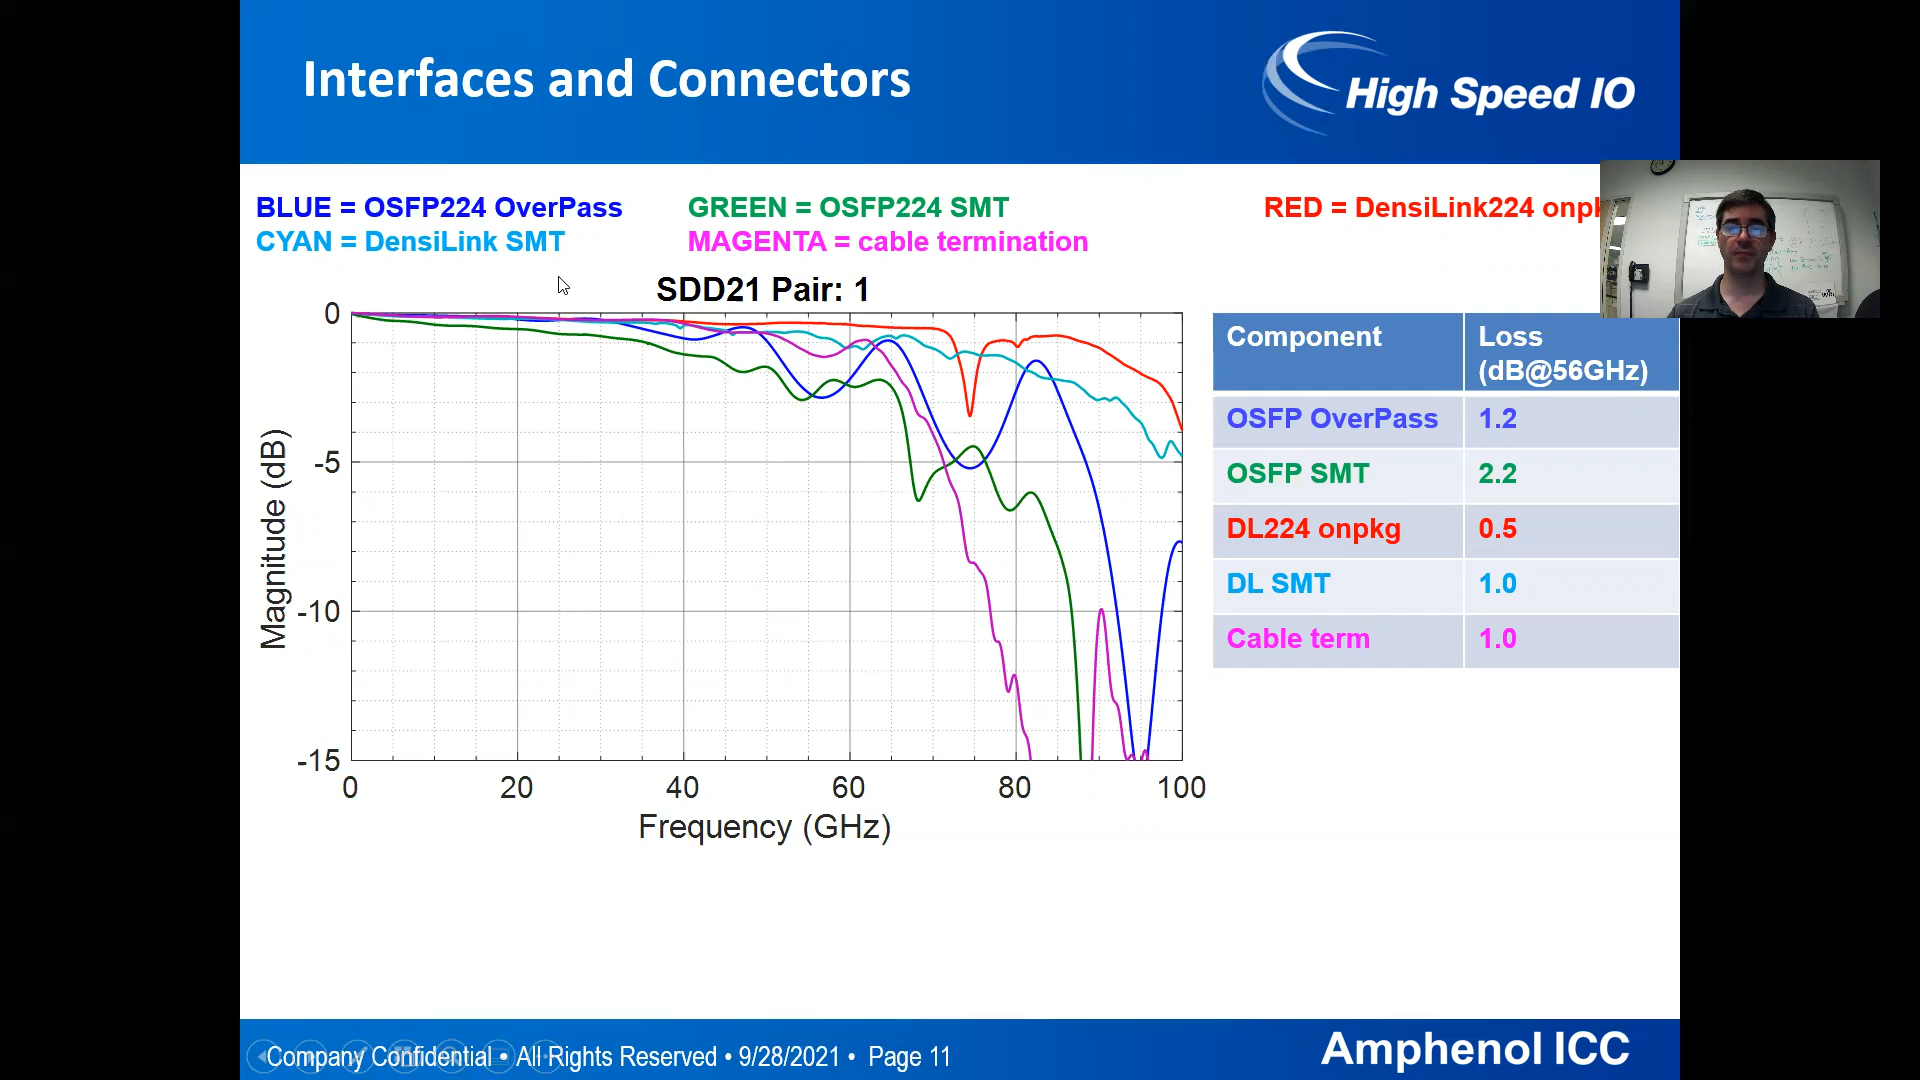 Interfaces and Connectors
High Speed IO
BLUE = OSFP224 OverPass
GREEN = OSFP224 SMT
RED = DensiLink224
CYAN = DensiLink SMT
MAGENTA = cable termination
SDD21 Pair: 1
0
-5
-10
-15
Magnitude (dB)
0 20 40 60 80 100
Frequency (GHz)
Component Loss (dB@56GHz)
OSFP OverPass 1.2
OSFP SMT 2.2
DL224 onpkg 0.5
DL SMT 1.0
Cable term 1.0
Company Confidential • All Rights Reserved • 9/28/2021 • Page 11
Amphenol ICC